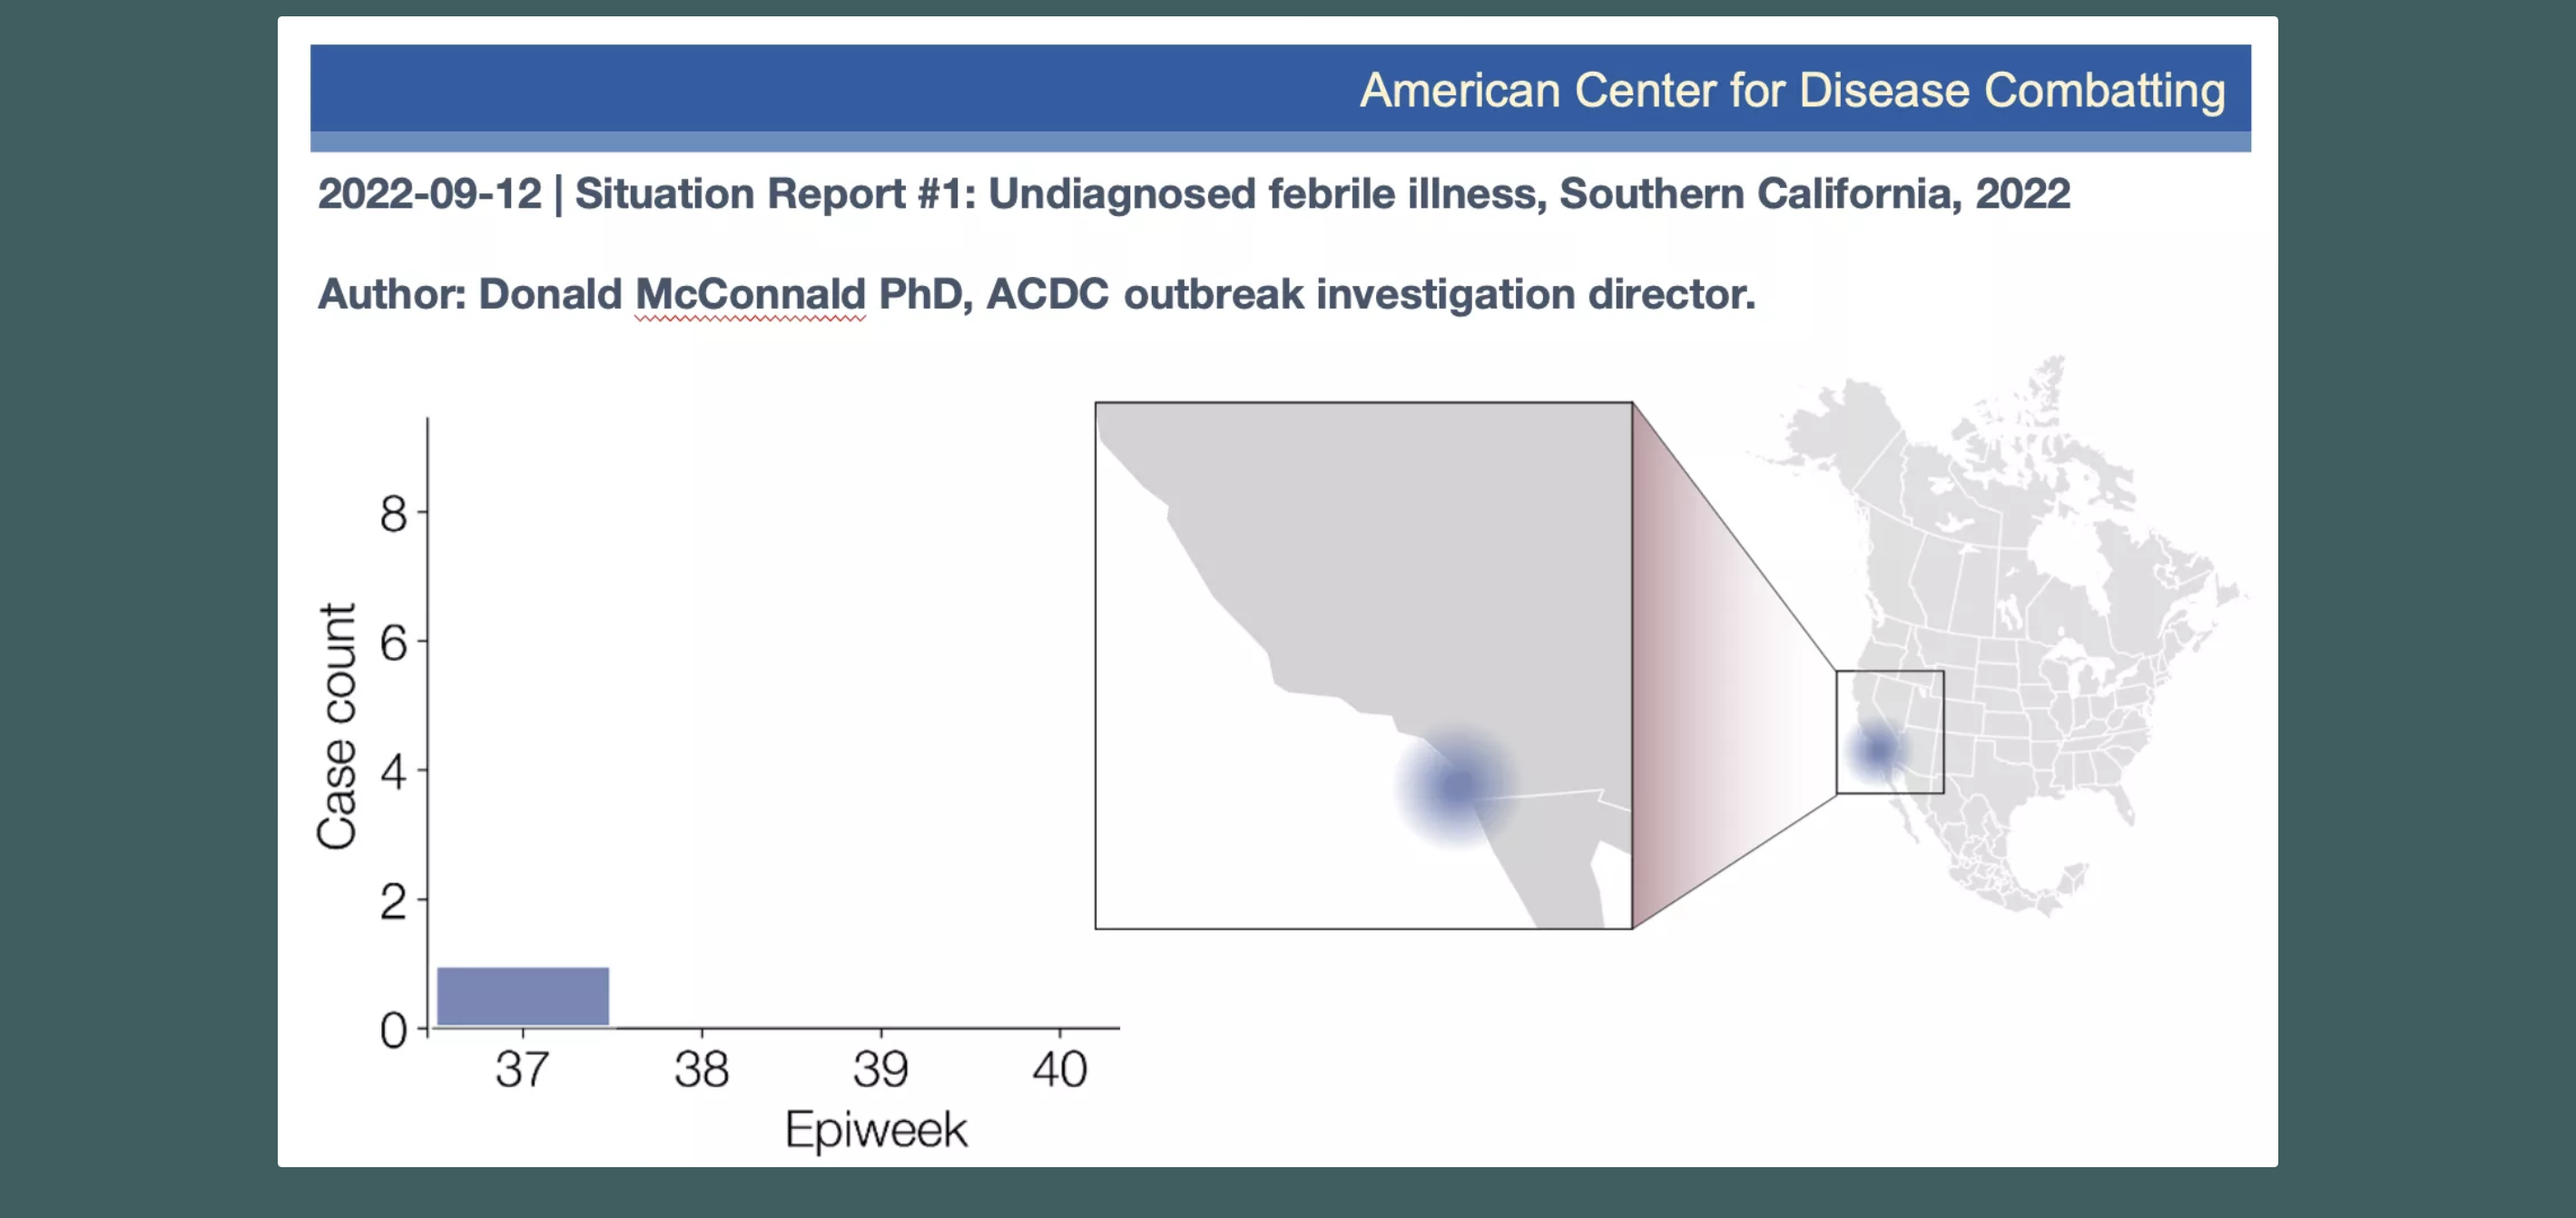 American Center for Disease Combatting
2022-09-12 | Situation Report #1: Undiagnosed febrile illness, Southern California, 2022
Author: Donald McConnald PhD, ACDC outbreak investigation director.
Case count
8
6
4
2
0
37 38 39 40
Epiweek